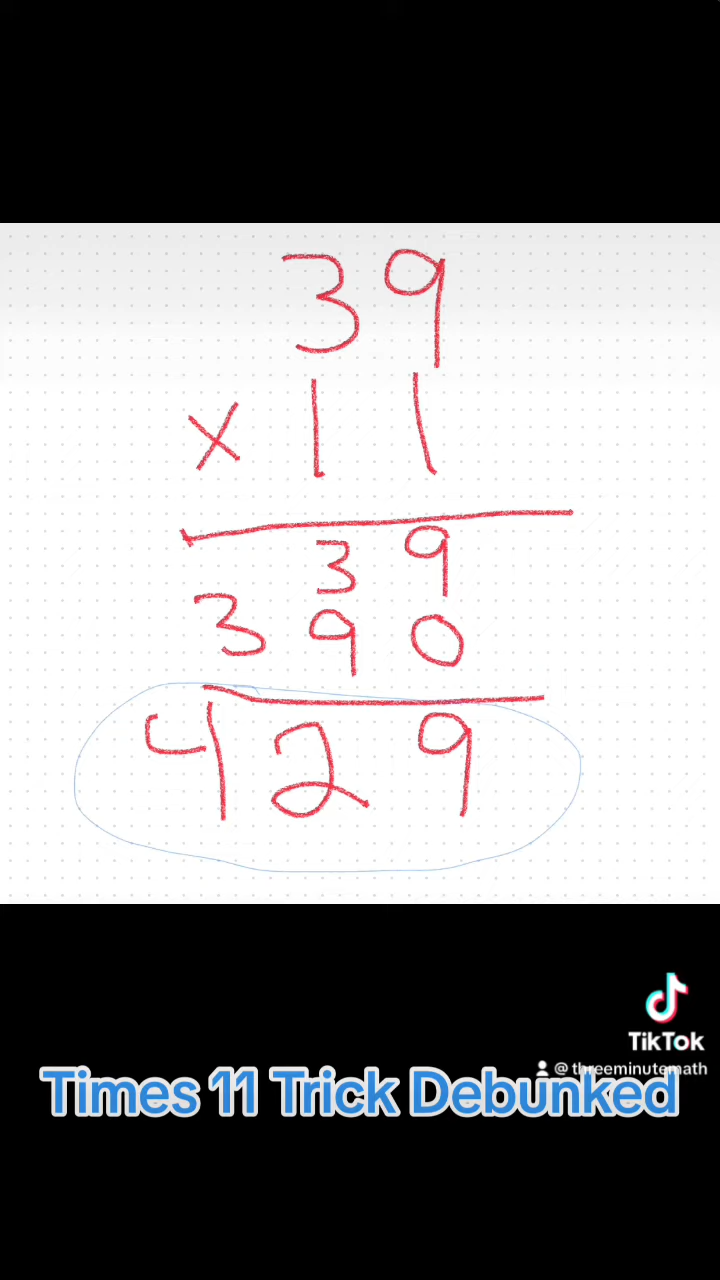 39
x 11
39
390
429
TikTok
@threeminutemath
Times 11 Trick Debunked